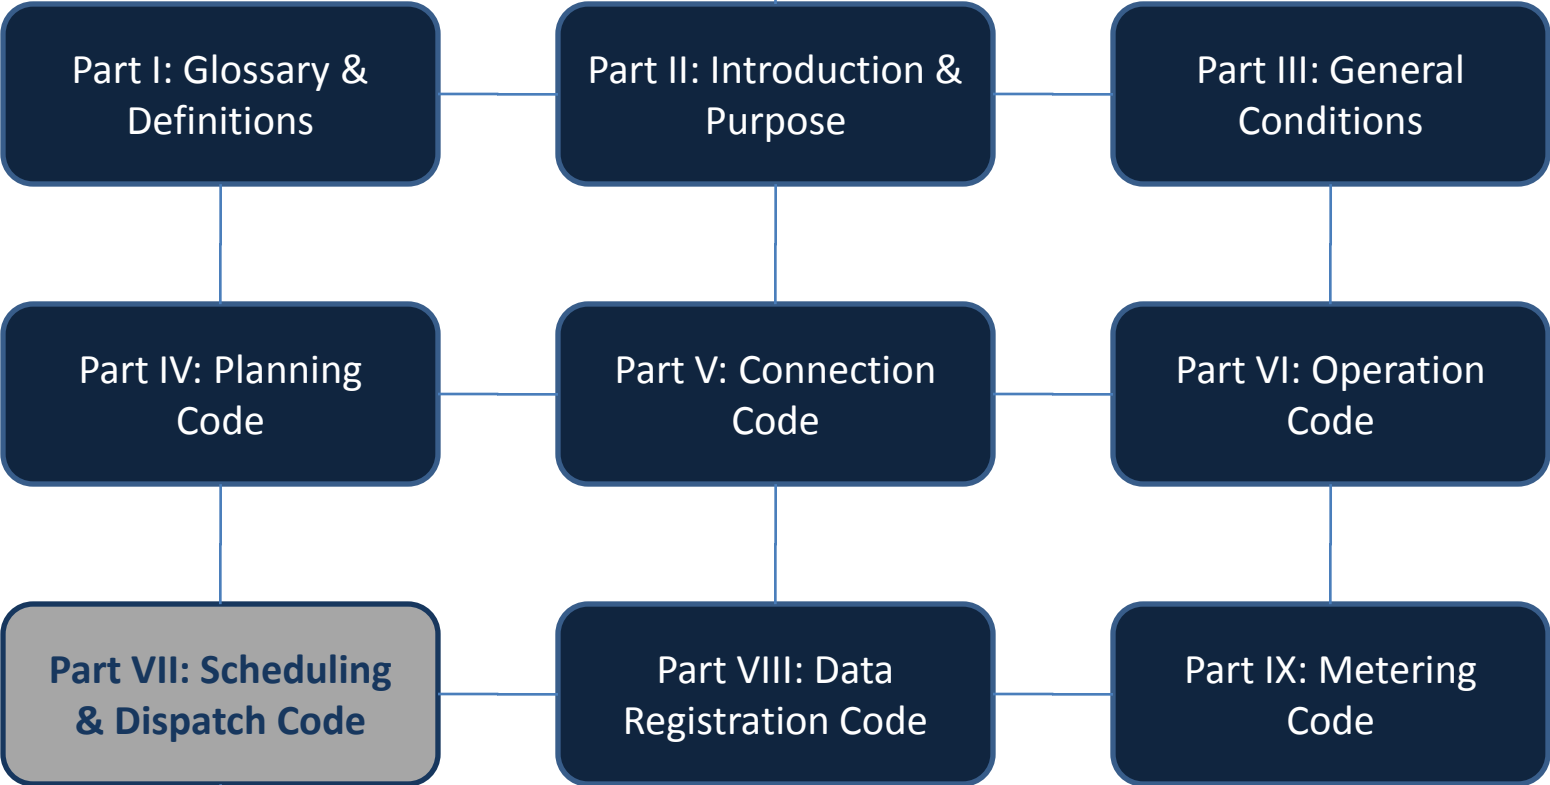 Part I: Glossary &
Definitions
Part II: Introduction &
Purpose
Part III: General
Conditions
Part IV: Planning
Code
Part V: Connection
Code
Part VI: Operation
Code
Part VII: Scheduling
& Dispatch Code
Part VIII: Data
Registration Code
Part IX: Metering
Code